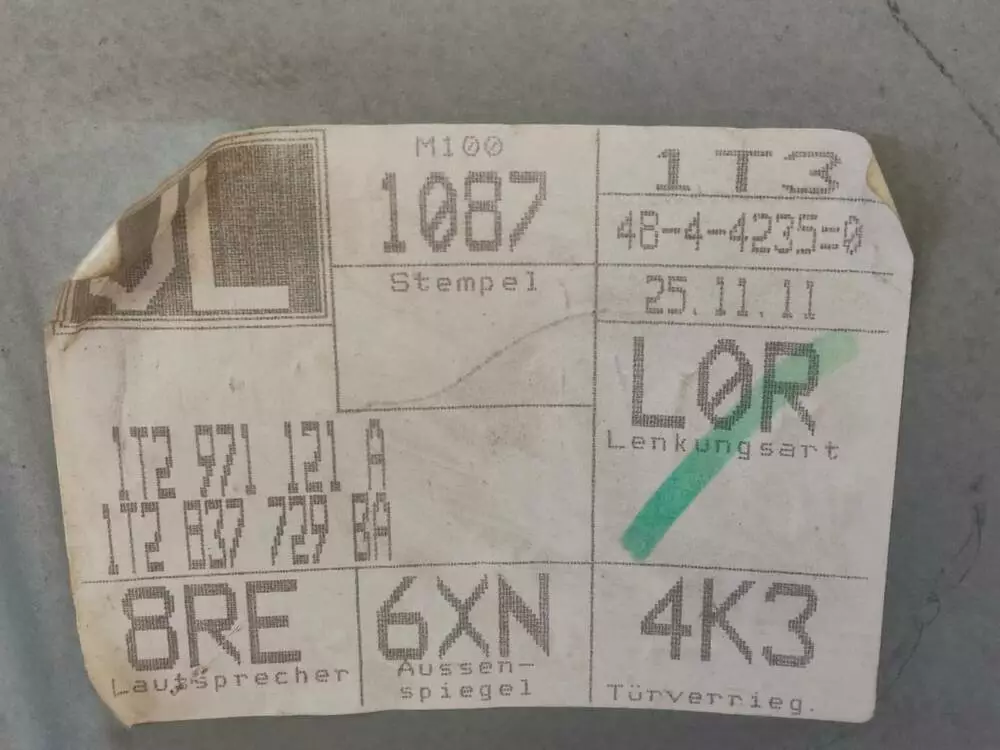 M100
1087
Stempel
1T3
48-4-4235=0
25.11.11
L
L0R
Lenkungsart
1T2 971 121 A
1T2 837 729 BA
8RE
Lautsprecher
6XN
Aussen-
spiegel
4K3
Türverrieg.